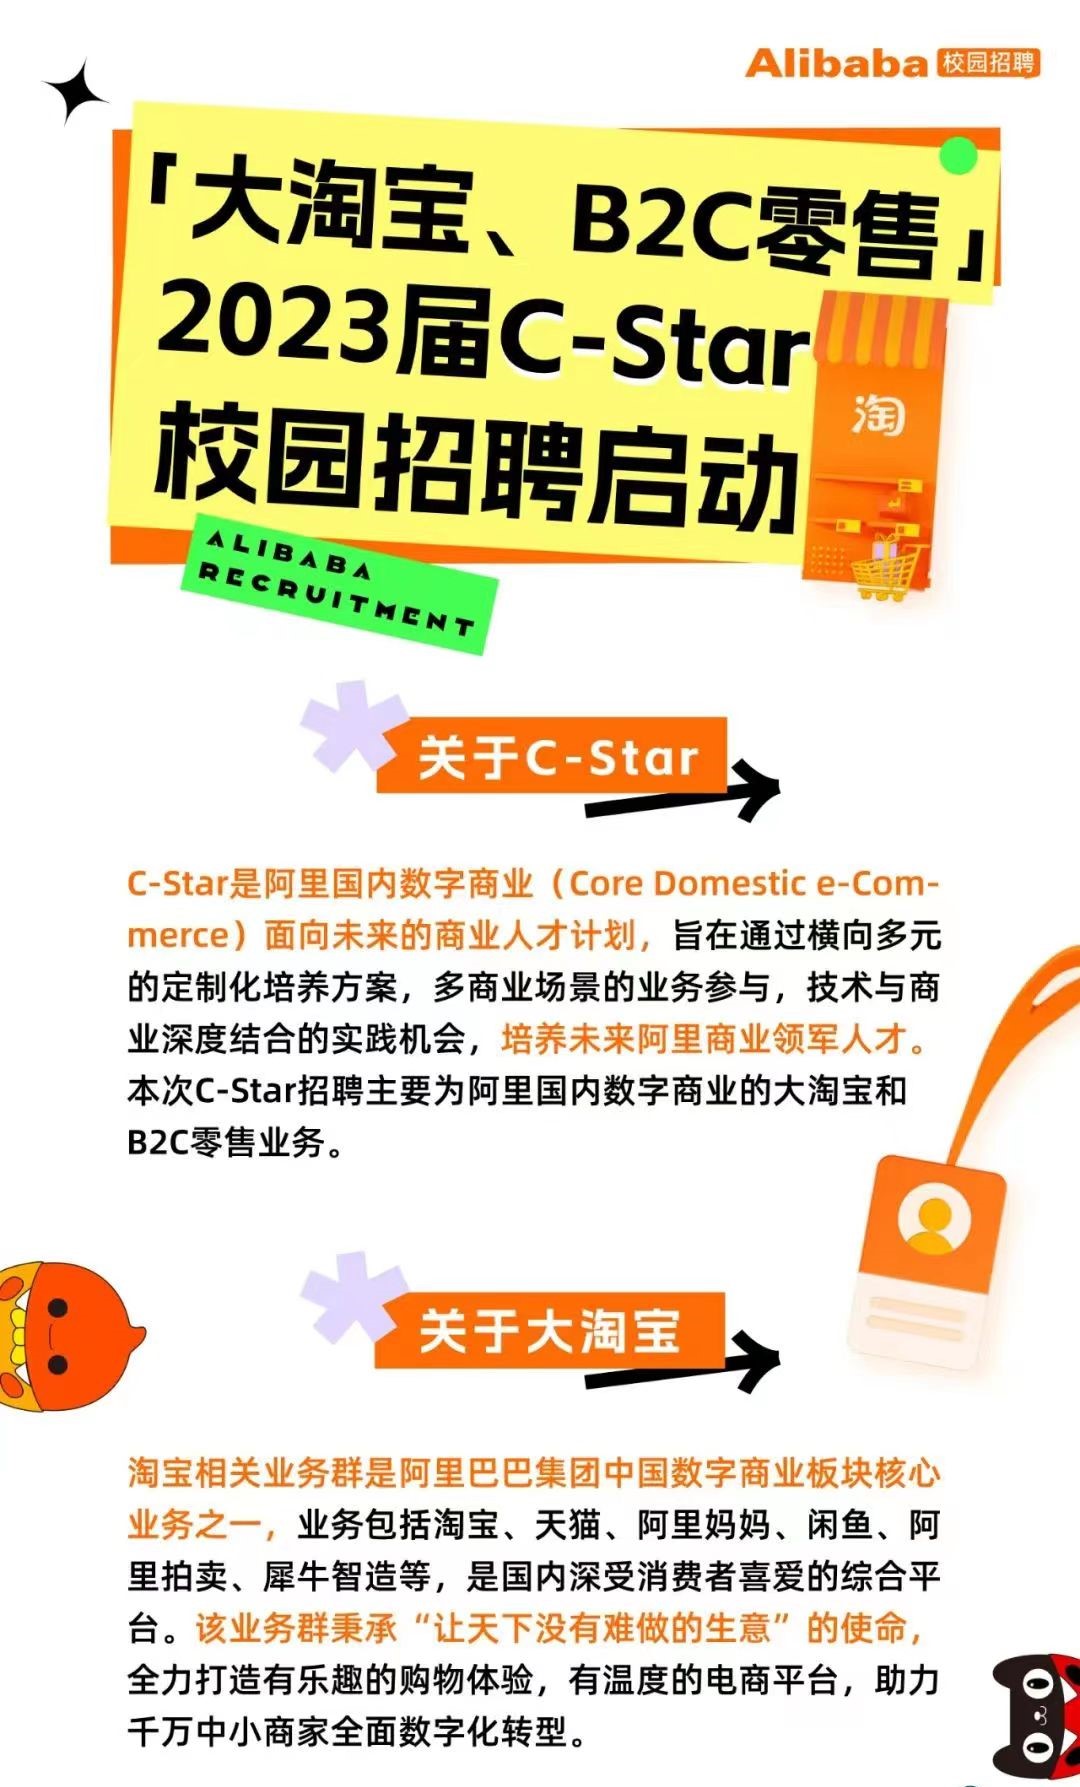 Alibaba 校园招聘
「大淘宝、B2C零售」
2023届C-Star
校园招聘启动
淘
ALIBABA
RECRUITMENT
关于C-Star
C-Star是阿里国内数字商业（Core Domestic e-Com-
merce）面向未来的商业人才计划，旨在通过横向多元
的定制化培养方案，多商业场景的业务参与，技术与商
业深度结合的实践机会，培养未来阿里商业领军人才。
本次C-Star招聘主要为阿里国内数字商业的大淘宝和
B2C零售业务。
关于大淘宝
淘宝相关业务群是阿里巴巴集团中国数字商业板块核心
业务之一，业务包括淘宝、天猫、阿里妈妈、闲鱼、阿
里拍卖、犀牛智造等，是国内深受消费者喜爱的综合平
台。该业务群秉承“让天下没有难做的生意”的使命，
全力打造有乐趣的购物体验，有温度的电商平台，助力
千万中小商家全面数字化转型。